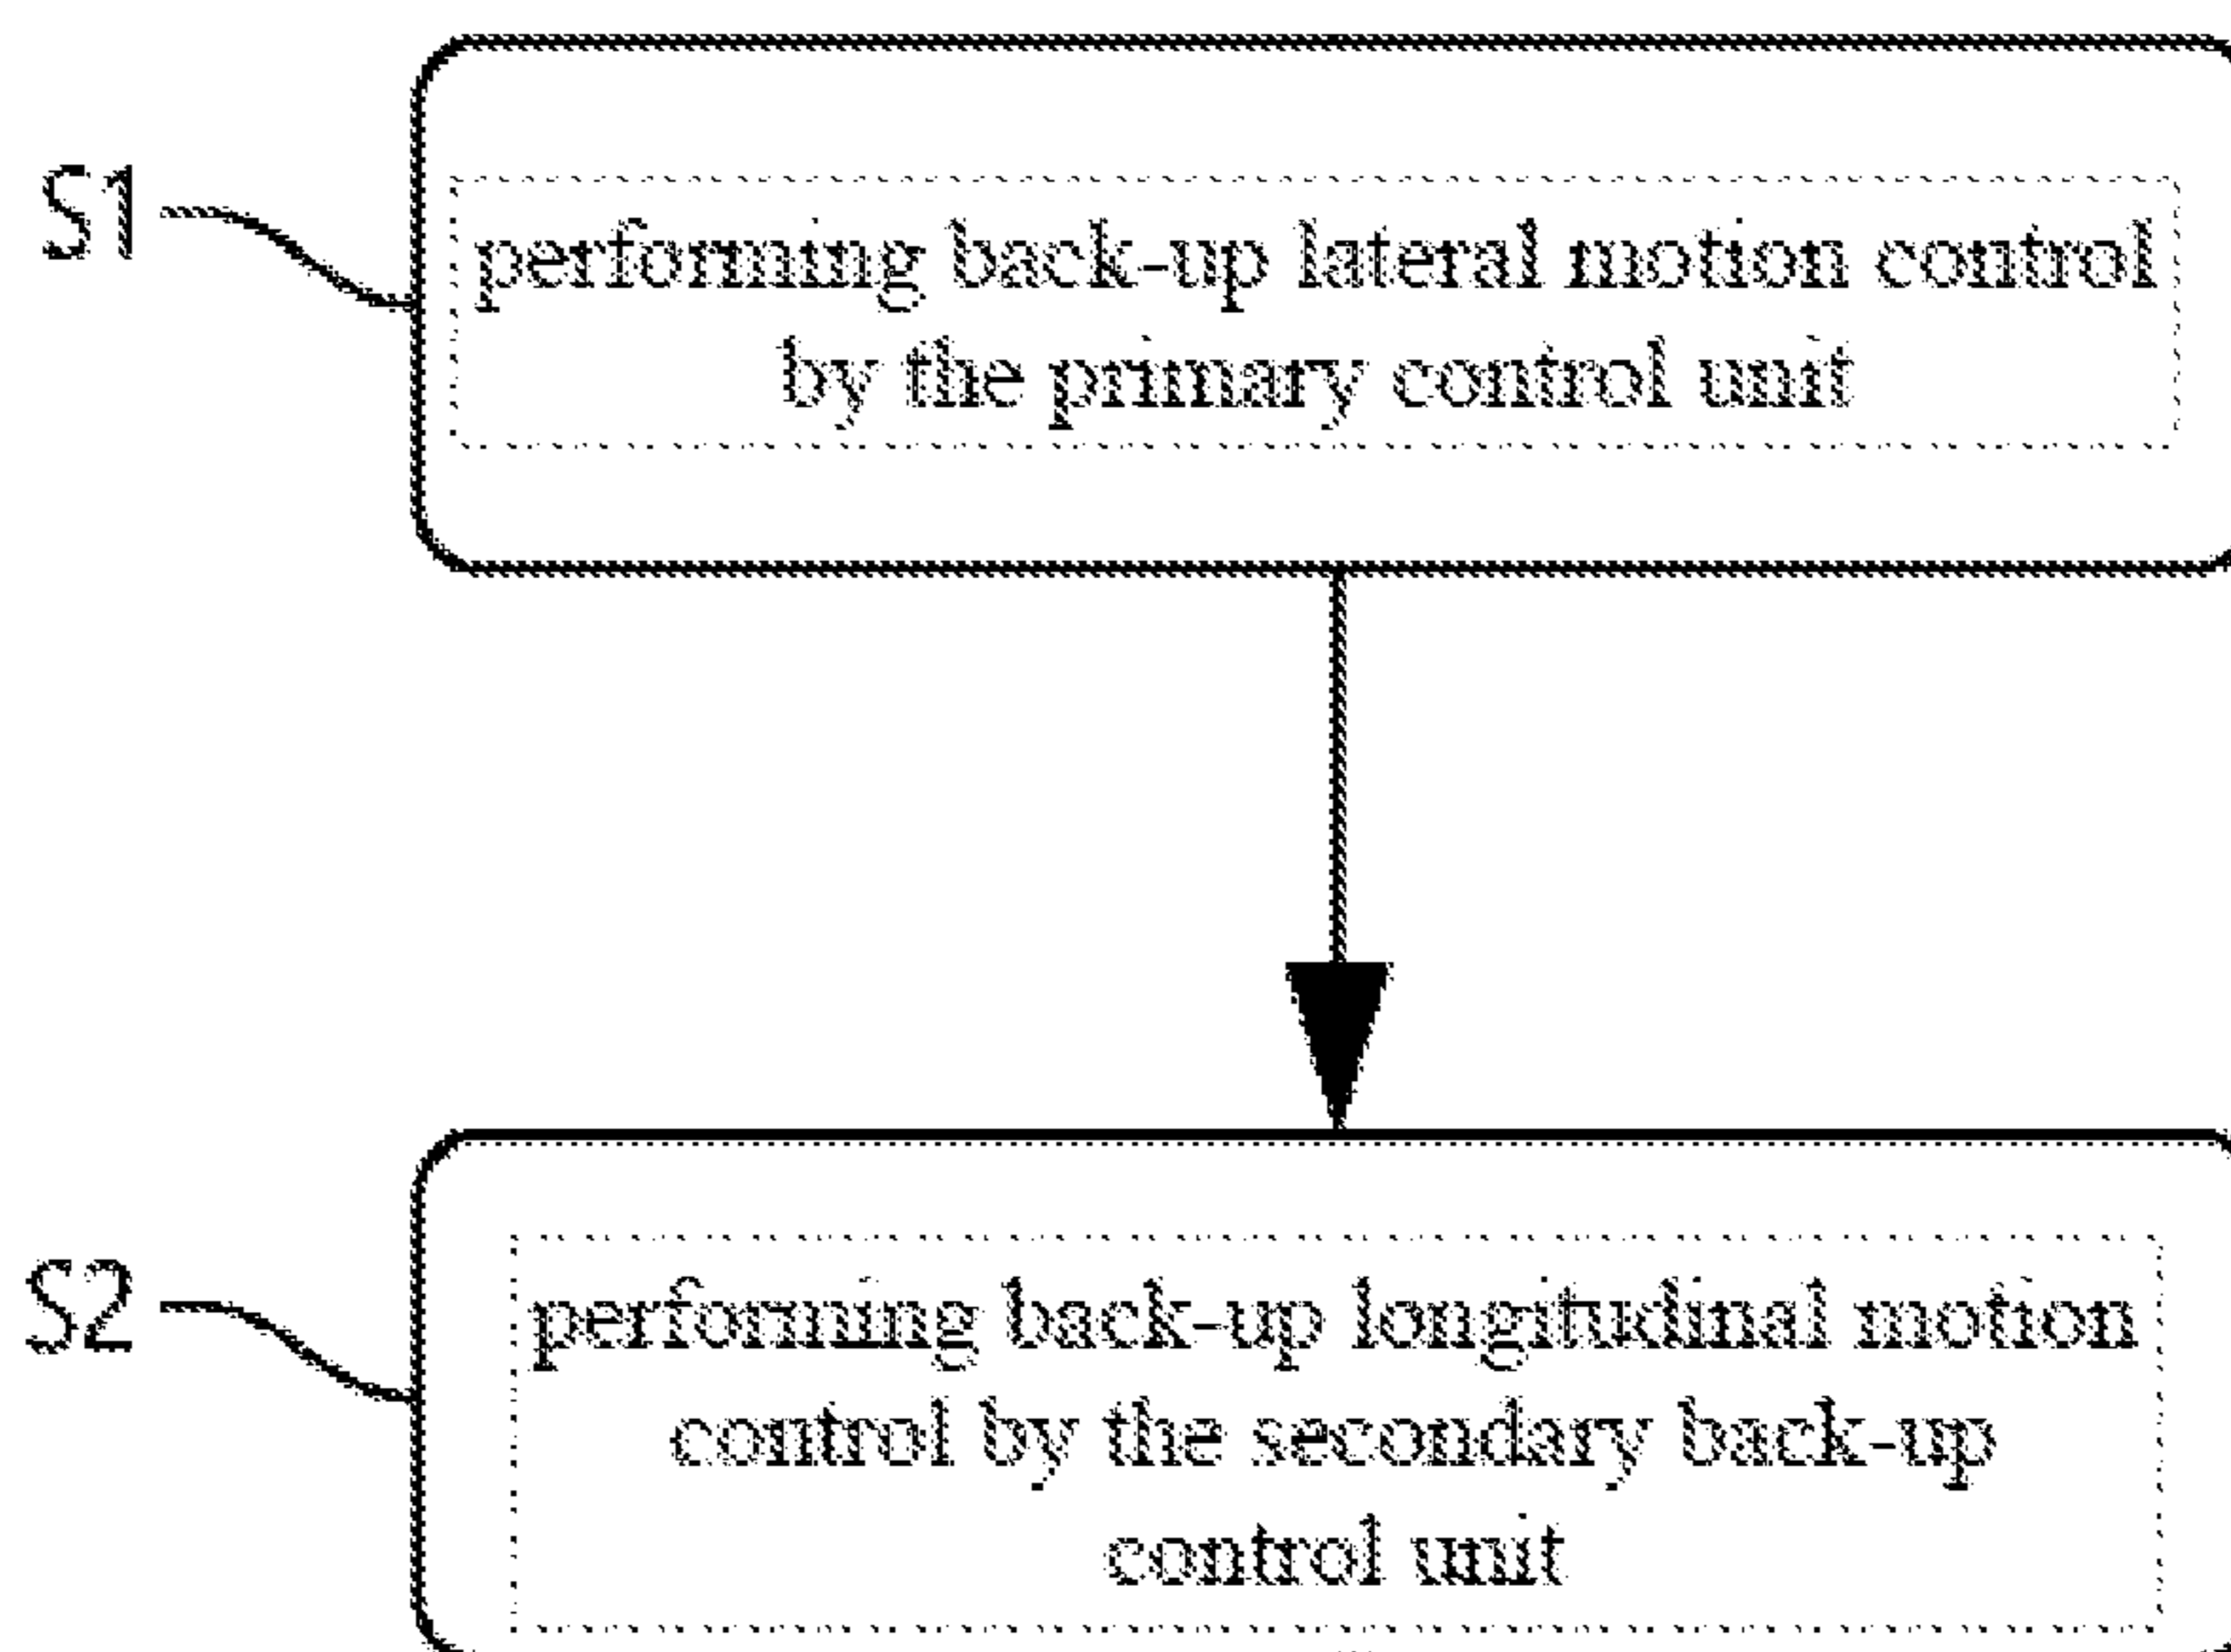 S1
performing back-up lateral motion control
by the primary control unit
S2
performing back-up longitudinal motion
control by the secondary back-up
control unit